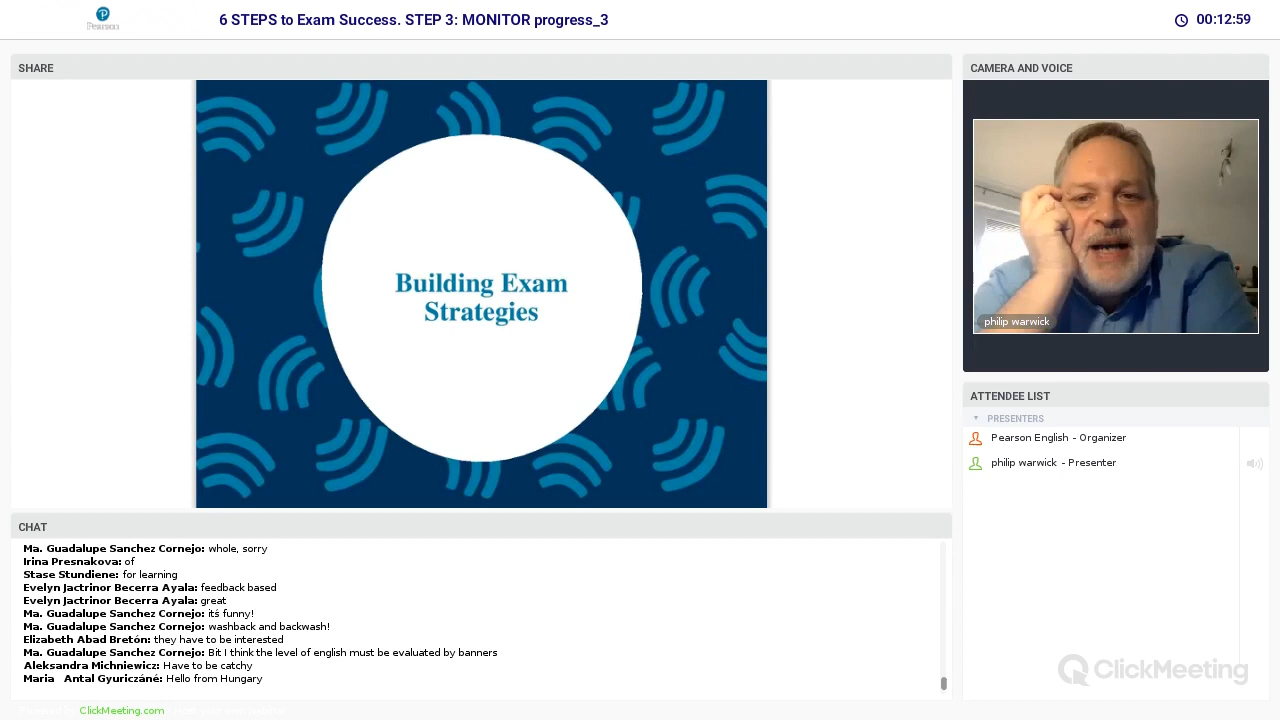 Pearson
6 STEPS to Exam Success. STEP 3: MONITOR progress_3
00:12:59
SHARE
Building Exam
Strategies
CAMERA AND VOICE
philip warwick
ATTENDEE LIST
PRESENTERS
Pearson English - Organizer
philip warwick - Presenter
CHAT
Ma. Guadalupe Sanchez Cornejo: whole, sorry
Irina Presnakova: of
Stase Stundiene: for learning
Evelyn Jactrinor Becerra Ayala: feedback based
Evelyn Jactrinor Becerra Ayala: great
Ma. Guadalupe Sanchez Cornejo: itś funny!
Ma. Guadalupe Sanchez Cornejo: washback and backwash!
Elizabeth Abad Bretón: they have to be interested
Ma. Guadalupe Sanchez Cornejo: Bit I think the level of english must be evaluated by banners
Aleksandra Michniewicz: Have to be catchy
Maria Antal Gyuriczáné: Hello from Hungary
ClickMeeting
ClickMeeting.com